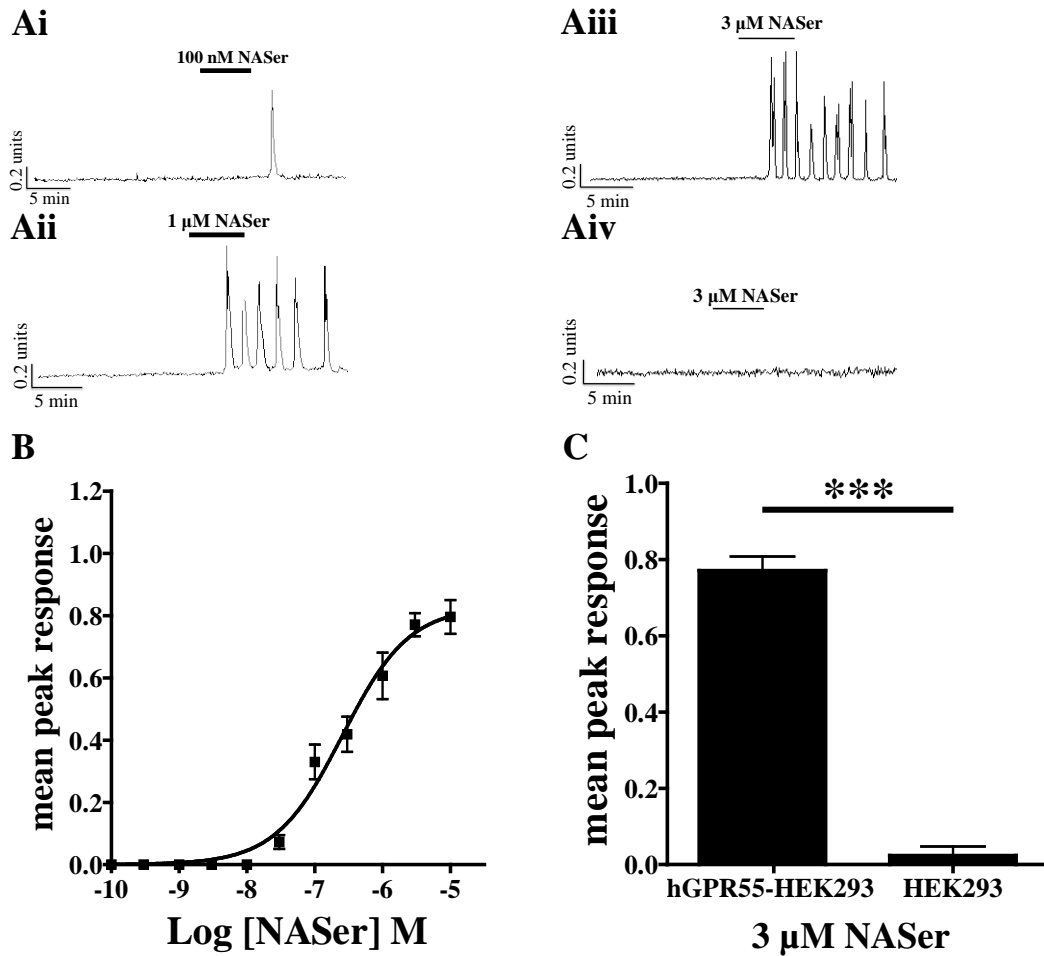 Ai
100 nM NASer
0.2 units
5 min
Aii
1 µM NASer
0.2 units
5 min
Aiii
3 µM NASer
0.2 units
5 min
Aiv
3 µM NASer
0.2 units
5 min
B
mean peak response
1.2
1.0
0.8
0.6
0.4
0.2
0.0
-10 -9 -8 -7 -6 -5
Log [NASer] M
C
mean peak response
1.0
0.8
0.6
0.4
0.2
0.0
***
hGPR55-HEK293 HEK293
3 µM NASer